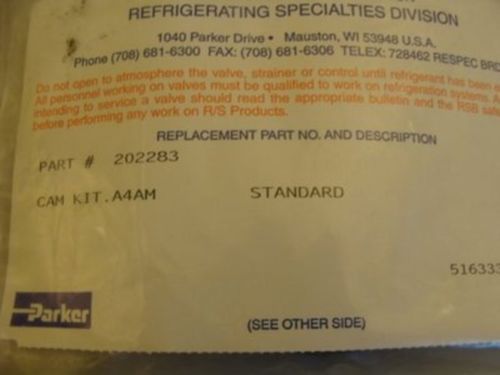 REFRIGERATING SPECIALTIES DIVISION
1040 Parker Drive • Mauston, WI 53948 U.S.A.
Phone (708) 681-6300 FAX: (708) 681-6306 TELEX: 728462 RESPEC BRD
Do not open to atmosphere the valve, strainer or control until refrigerant has been
All personnel working on valves must be qualified to work on refrigeration systems.
intending to service a valve should read the appropriate bulletin and the RSB
before performing any work on R/S Products.
REPLACEMENT PART NO. AND DESCRIPTION
PART # 202283
CAM KIT.A4AM STANDARD
516333
Parker
(SEE OTHER SIDE)